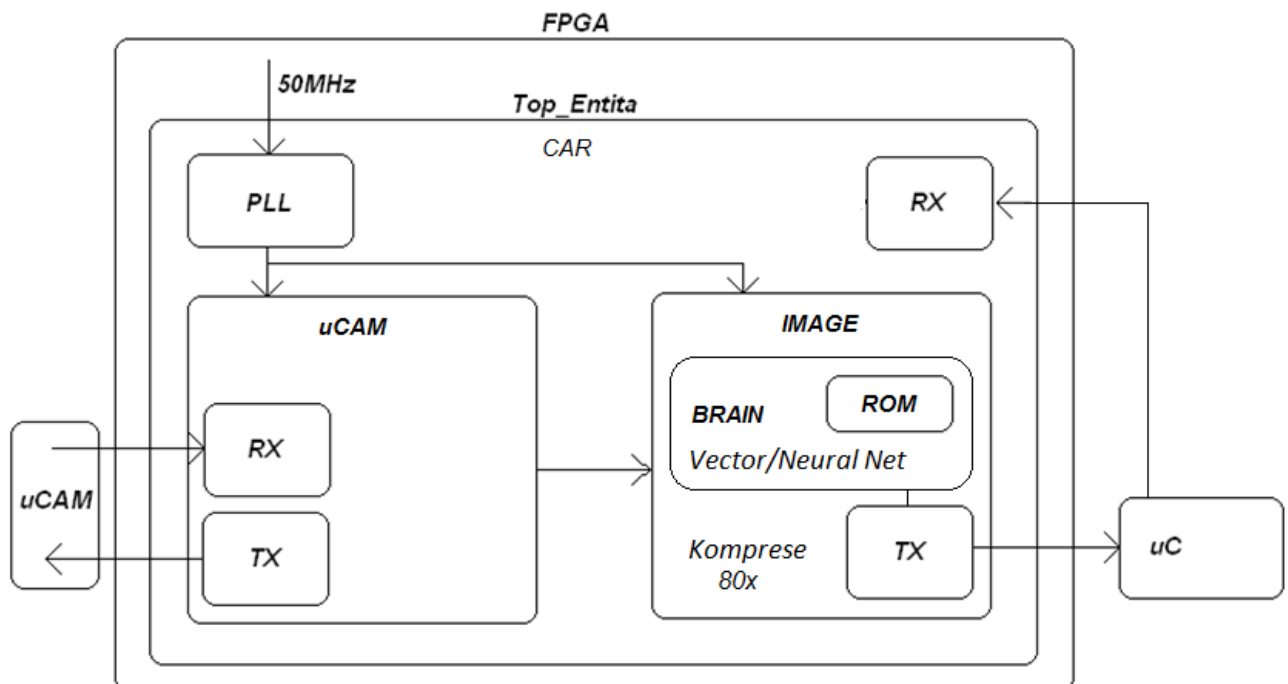 FPGA
50MHz
Top_Entita
CAR
PLL
RX
uCAM
IMAGE
BRAIN
ROM
Vector/Neural Net
RX
uCAM
TX
Komprese
80x
TX
uC